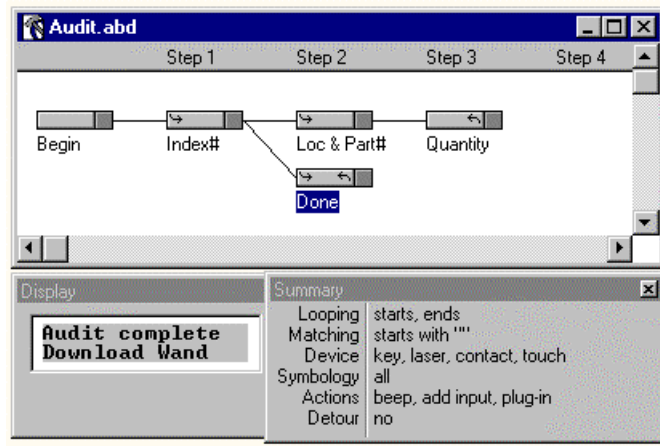 Audit.abd
Step 1 Step 2 Step 3 Step 4
Begin Index# Loc & Part# Quantity
Done
Display
Audit complete
Download Wand
Summary
Looping starts, ends
Matching starts with ""
Device key, laser, contact, touch
Symbology all
Actions beep, add input, plug-in
Detour no